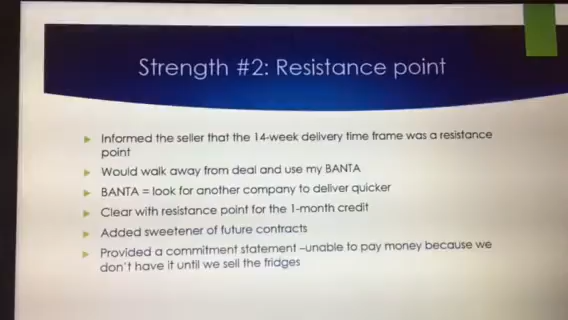 Strength #2: Resistance point
Informed the seller that the 14-week delivery time frame was a resistance
point
Would walk away from deal and use my BANTA
BANTA = look for another company to deliver quicker
Clear with resistance point for the 1-month credit
Added sweetener of future contracts
Provided a commitment statement –unable to pay money because we
don't have it until we sell the fridges